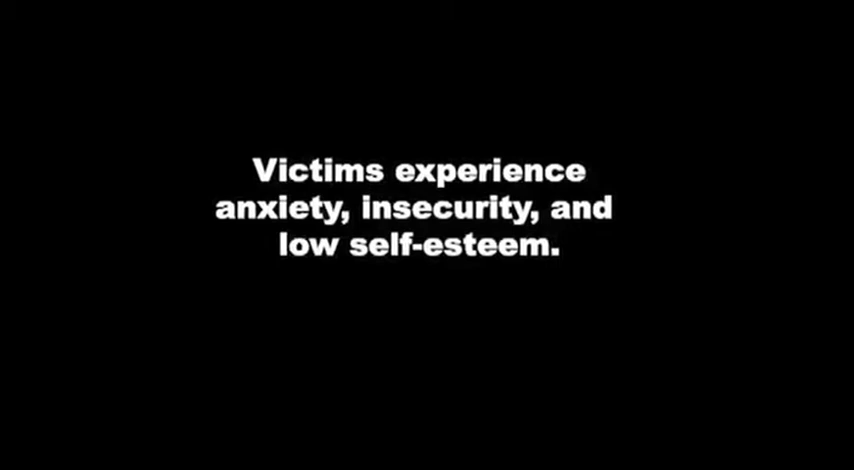 Victims experience
anxiety, insecurity, and
low self-esteem.